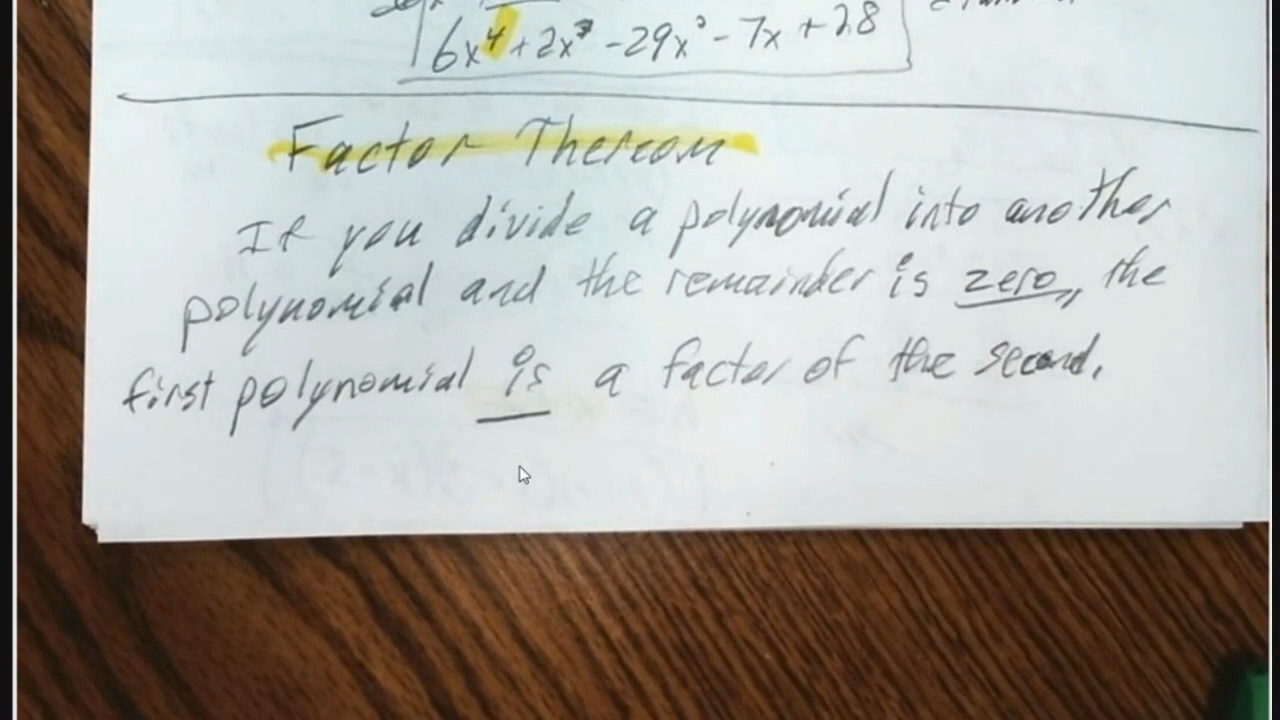 6x⁴+2x³-29x²-7x+28
Factor Thereom
If you divide a polynomial into another
polynomial and the remainder is zero, the
first polynomial is a factor of the second.